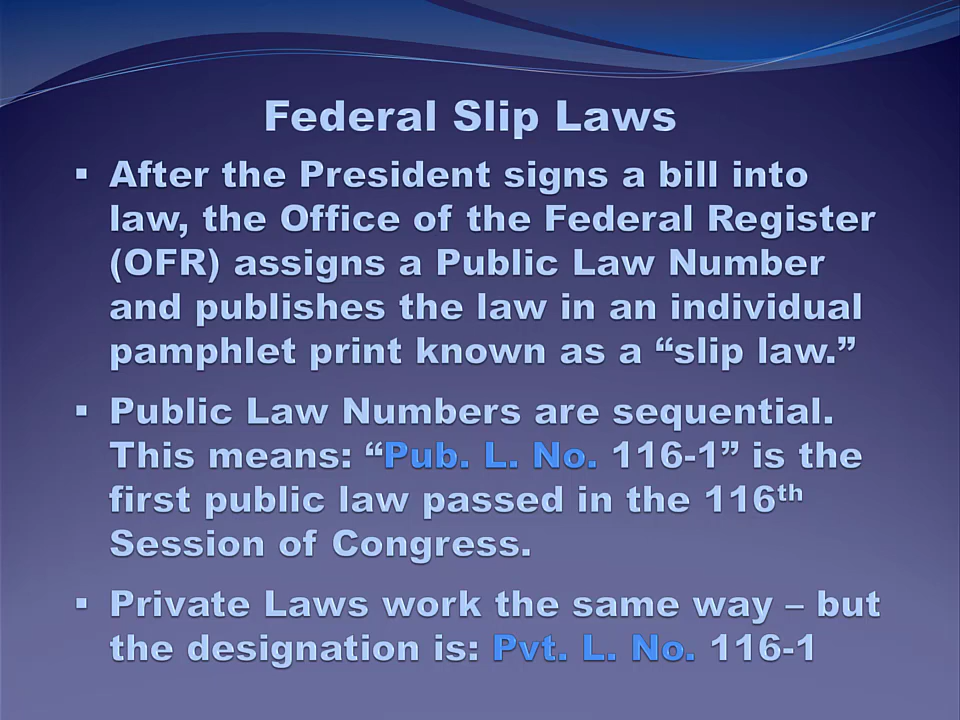 Federal Slip Laws
▪ After the President signs a bill into
law, the Office of the Federal Register
(OFR) assigns a Public Law Number
and publishes the law in an individual
pamphlet print known as a “slip law.”
▪ Public Law Numbers are sequential.
This means: “Pub. L. No. 116-1” is the
first public law passed in the 116th
Session of Congress.
▪ Private Laws work the same way – but
the designation is: Pvt. L. No. 116-1